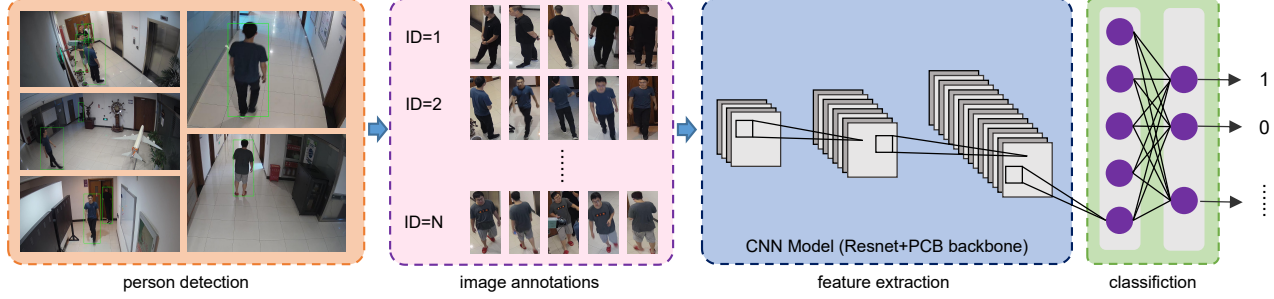 ID=1
ID=2
ID=N
CNN Model (Resnet+PCB backbone)
1
0
person detection
image annotations
feature extraction
classifiction